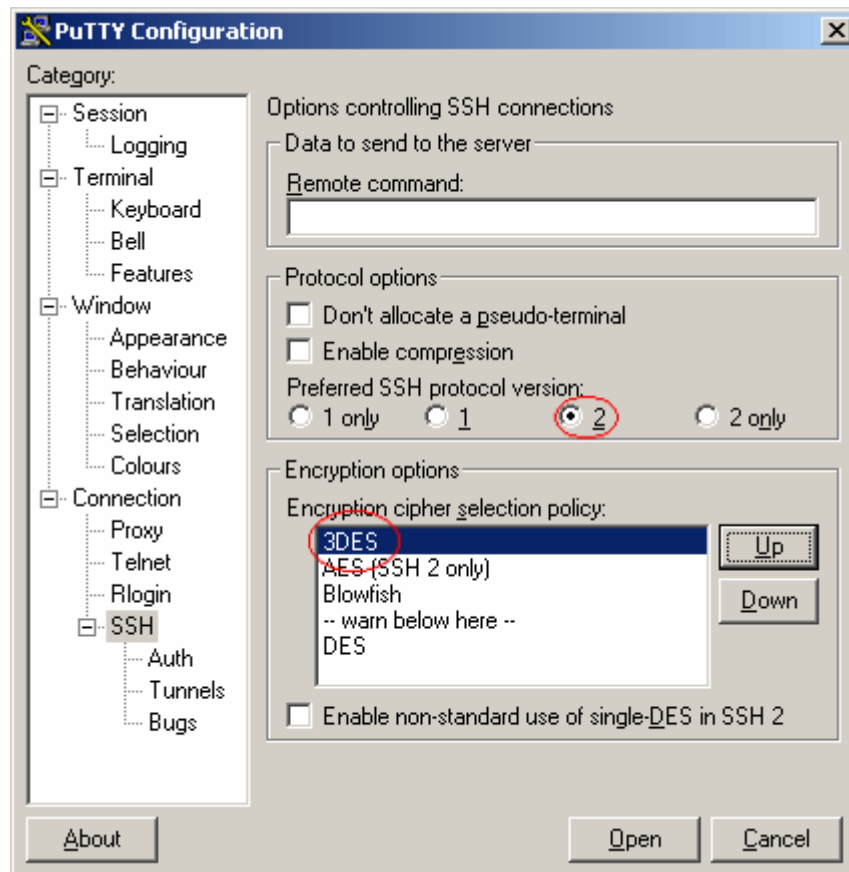 PuTTY Configuration
Category:
Session
Logging
Terminal
Keyboard
Bell
Features
Window
Appearance
Behaviour
Translation
Selection
Colours
Connection
Proxy
Telnet
Rlogin
SSH
Auth
Tunnels
Bugs
Options controlling SSH connections
Data to send to the server
Remote command:
Protocol options
Don't allocate a pseudo-terminal
Enable compression
Preferred SSH protocol version:
1 only 1 2 2 only
Encryption options
Encryption cipher selection policy:
3DES
AES (SSH 2 only)
Blowfish
-- warn below here --
DES
Up
Down
Enable non-standard use of single-DES in SSH 2
About
Open
Cancel